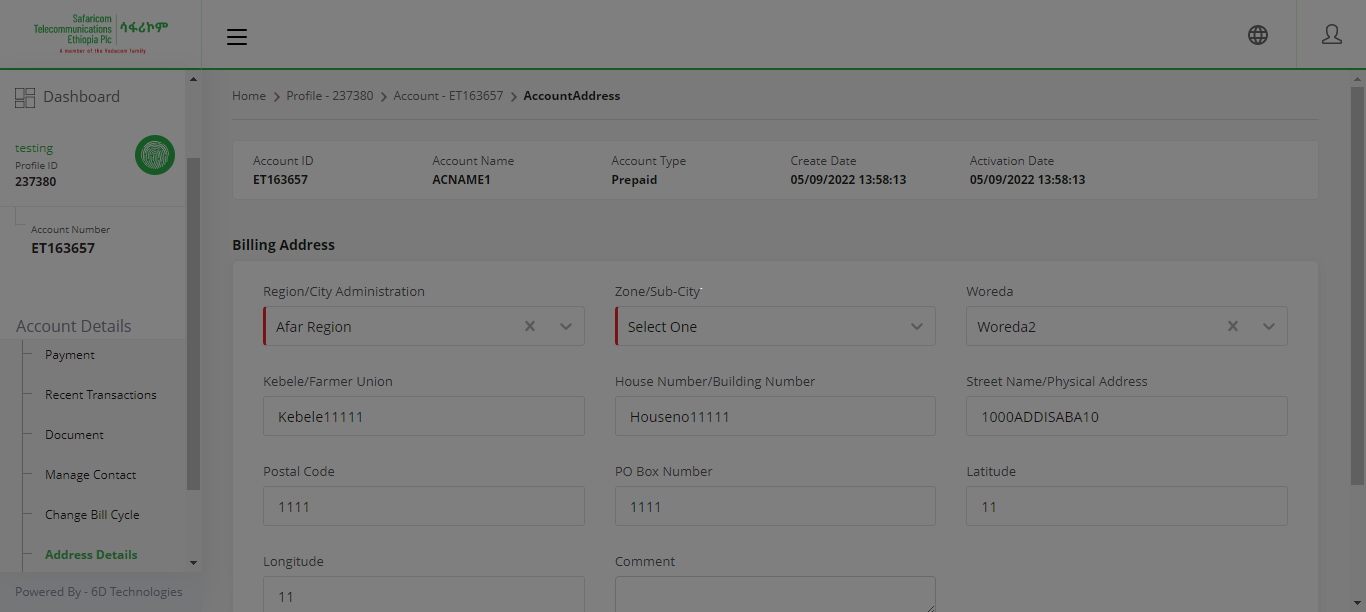 Safaricom
Telecommunications
Ethiopia Plc
ሳፋሪኮም
A member of the Vodacom family
Dashboard
testing
Profile ID
237380
Account Number
ET163657
Account Details
Payment
Recent Transactions
Document
Manage Contact
Change Bill Cycle
Address Details
Powered By - 6D Technologies
Home > Profile - 237380 > Account - ET163657 > AccountAddress
Account ID Account Name Account Type Create Date Activation Date
ET163657 ACNAME1 Prepaid 05/09/2022 13:58:13 05/09/2022 13:58:13
Billing Address
Region/City Administration Zone/Sub-City Woreda
Afar Region Select One Woreda2
Kebele/Farmer Union House Number/Building Number Street Name/Physical Address
Kebele11111 Houseno11111 1000ADDISABA10
Postal Code PO Box Number Latitude
1111 1111 11
Longitude Comment
11